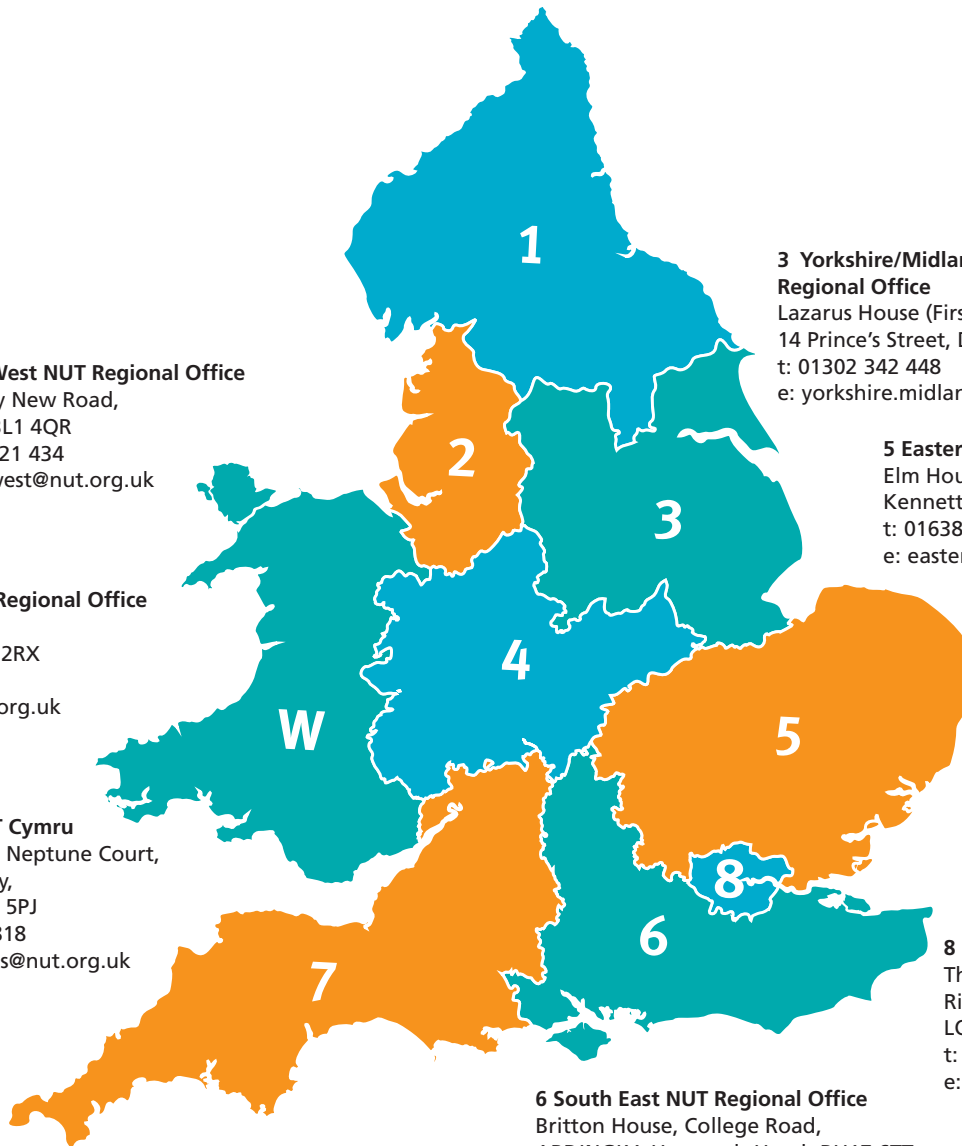 1
3 Yorkshire/Midlan
Regional Office
Lazarus House (Firs
14 Prince's Street, D
t: 01302 342 448
e: yorkshire.midlan
West NUT Regional Office
y New Road,
BL1 4QR
21 434
west@nut.org.uk
2
5 Eastern
Elm Hou
Kennett
t: 01638
e: easter
3
Regional Office
2RX
org.uk
4
W
5
T Cymru
Neptune Court,
y,
5PJ
318
s@nut.org.uk
8
6
7
8
Th
Ri
LO
t:
e:
6 South East NUT Regional Office
Britton House, College Road,